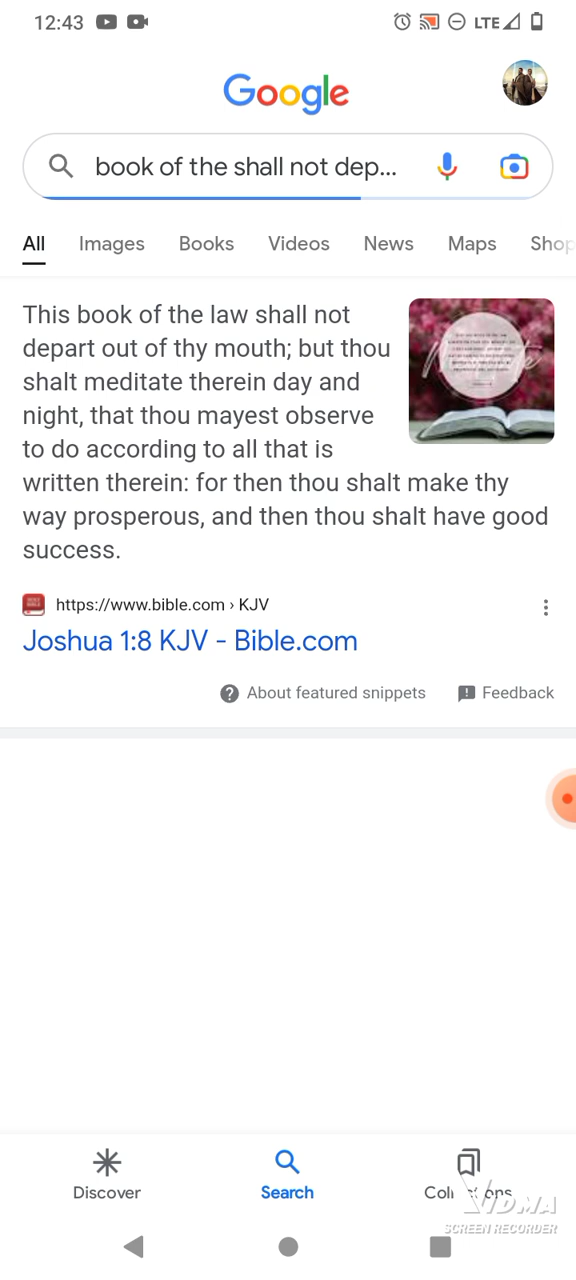 12:43 LTE
Google
book of the shall not dep...
All Images Books Videos News Maps Shop
This book of the law shall not
depart out of thy mouth; but thou
shalt meditate therein day and
night, that thou mayest observe
to do according to all that is
written therein: for then thou shalt make thy
way prosperous, and then thou shalt have good
success.
https://www.bible.com › KJV
Joshua 1:8 KJV - Bible.com
About featured snippets Feedback
Discover Search
VIDMA
SCREEN RECORDER